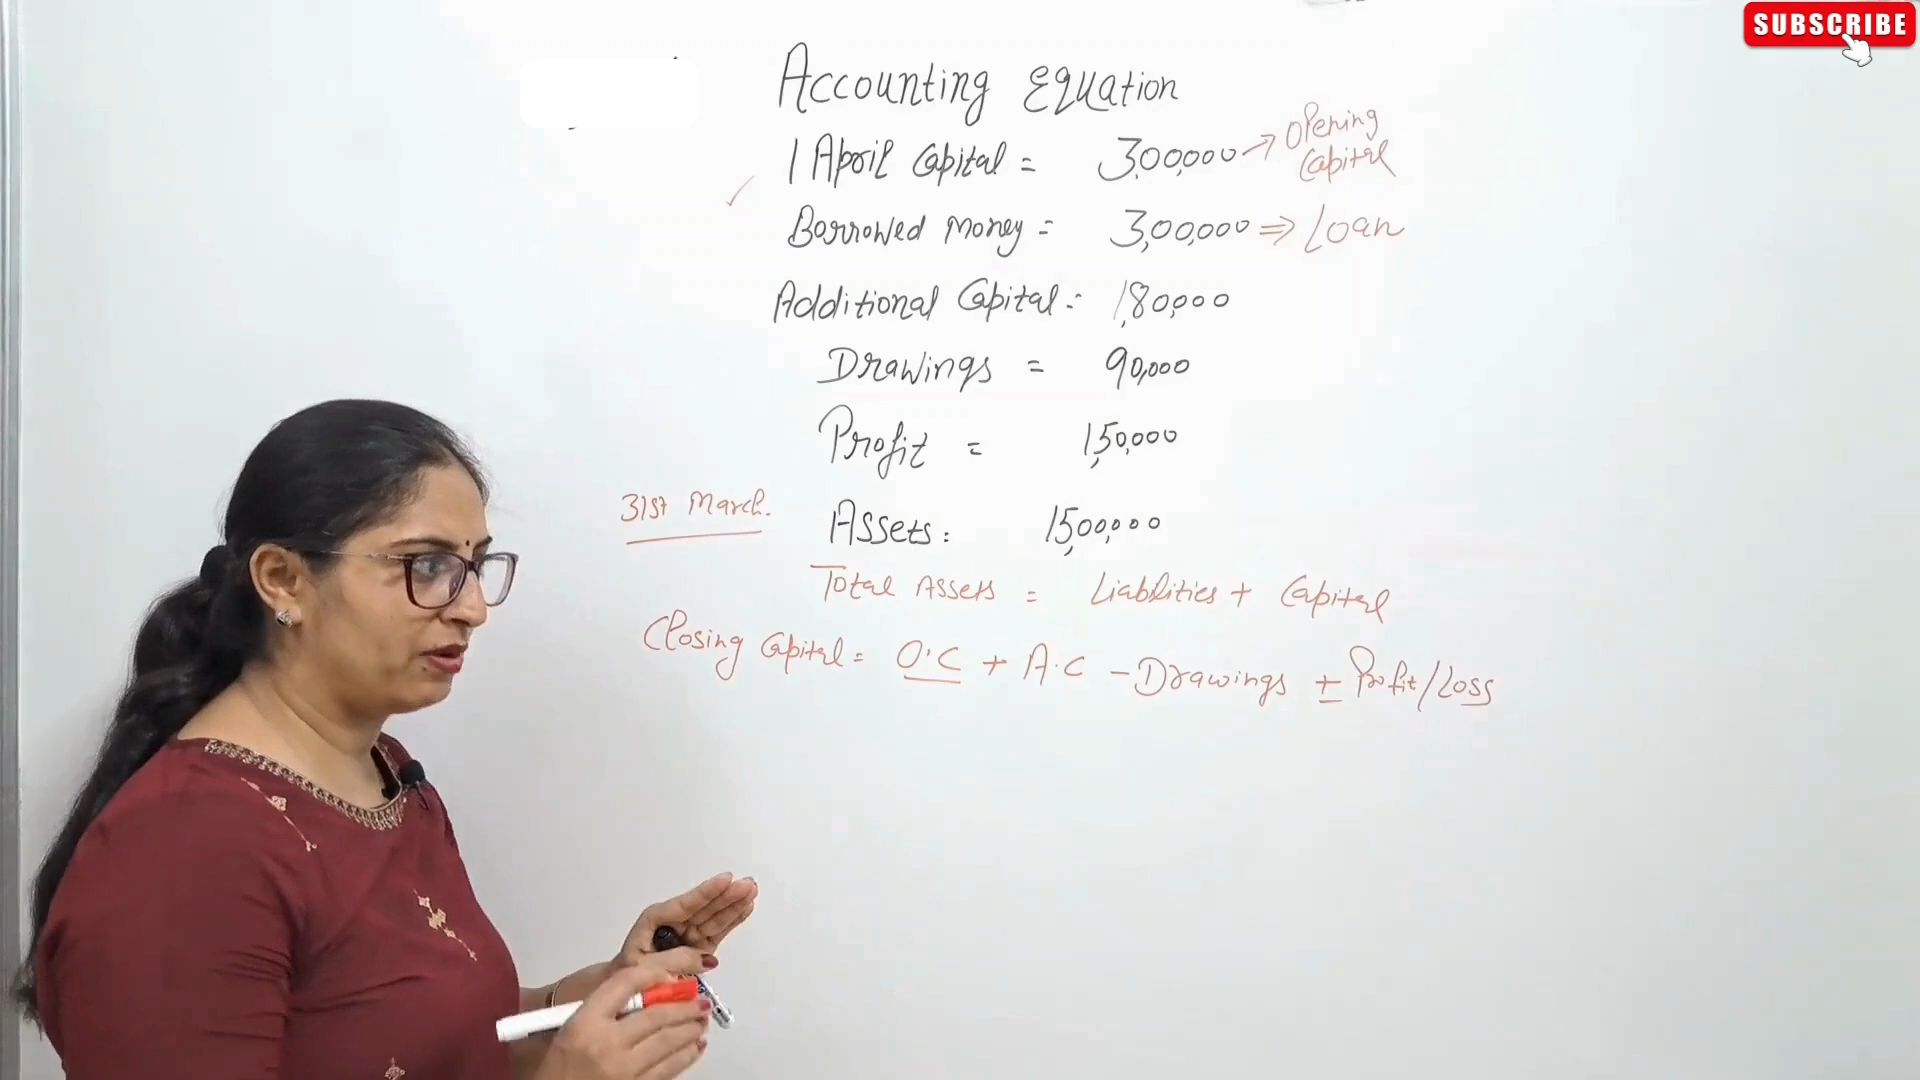 SUBSCRIBE
Accounting Equation
1 April Capital = 3,00,000 → Opening Capital
Borrowed Money = 3,00,000 ⇒ Loan
Additional Capital = 1,80,000
Drawings = 90,000
Profit = 1,50,000
31st March.
Assets = 15,00,000
Total Assets = Liabilities + Capital
Closing Capital = O.C + A.C - Drawings ± Profit/Loss